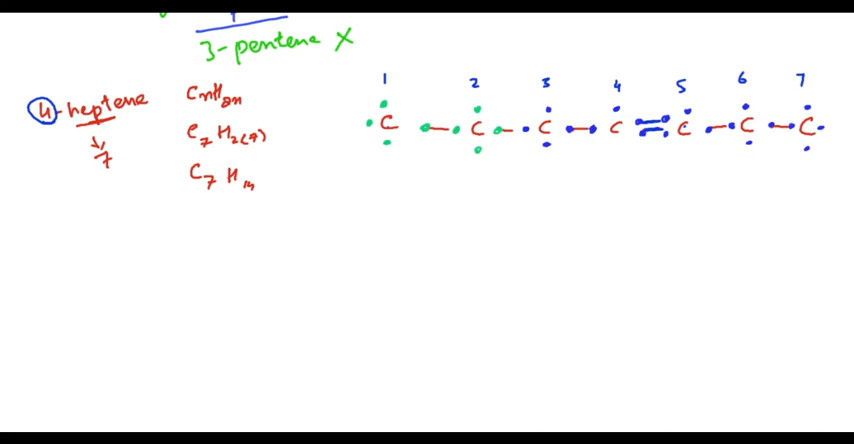 3-pentene X
1 2 3 4 5 6 7
4-heptene CnH2n
C — C — C — C = C — C — C
C7 H2(7)
7
C7 H14